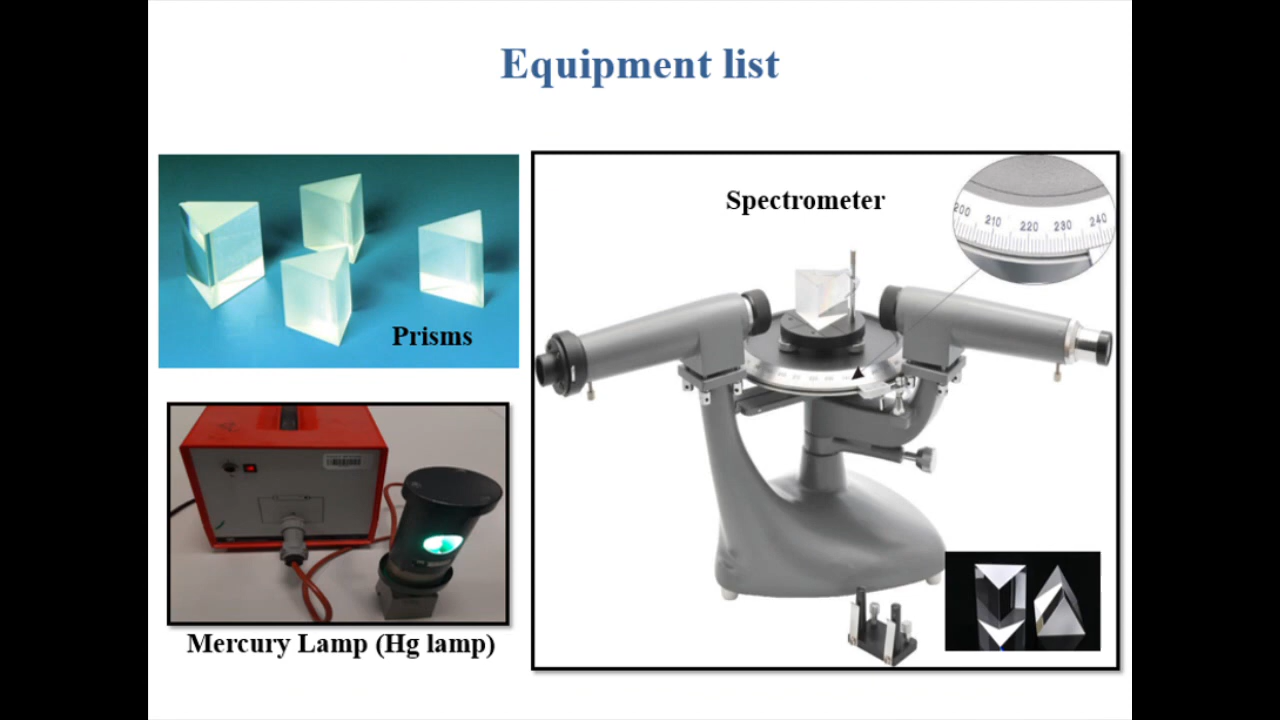 Equipment list
Spectrometer
200 210 220 230 240
Prisms
Mercury Lamp (Hg lamp)